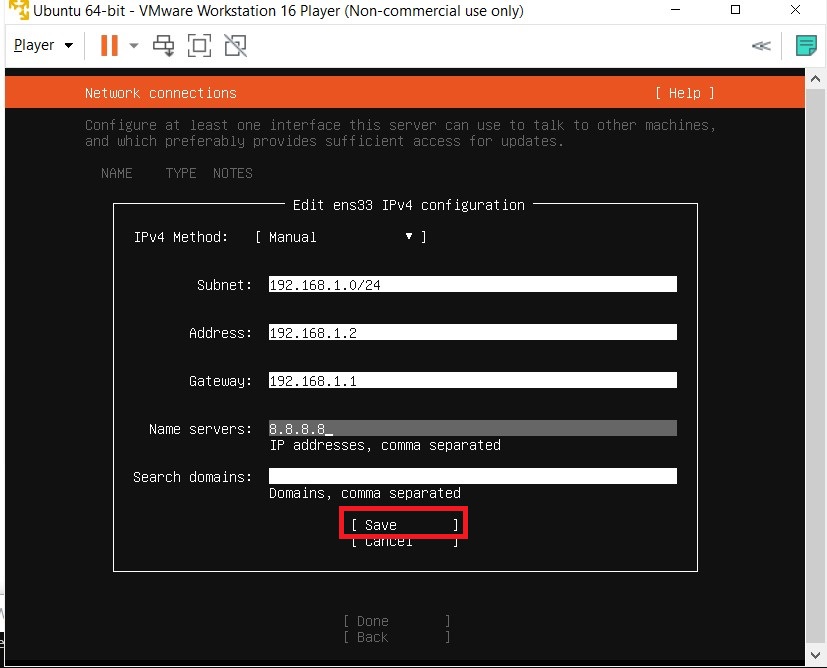 Ubuntu 64-bit - VMware Workstation 16 Player (Non-commercial use only)
Player
Network connections [ Help ]
Configure at least one interface this server can use to talk to other machines,
and which preferably provides sufficient access for updates.
NAME TYPE NOTES
Edit ens33 IPv4 configuration
IPv4 Method: [ Manual ▼ ]
Subnet: 192.168.1.0/24
Address: 192.168.1.2
Gateway: 192.168.1.1
Name servers: 8.8.8.8_
IP addresses, comma separated
Search domains:
Domains, comma separated
[ Save ]
[ Cancel ]
[ Done ]
[ Back ]